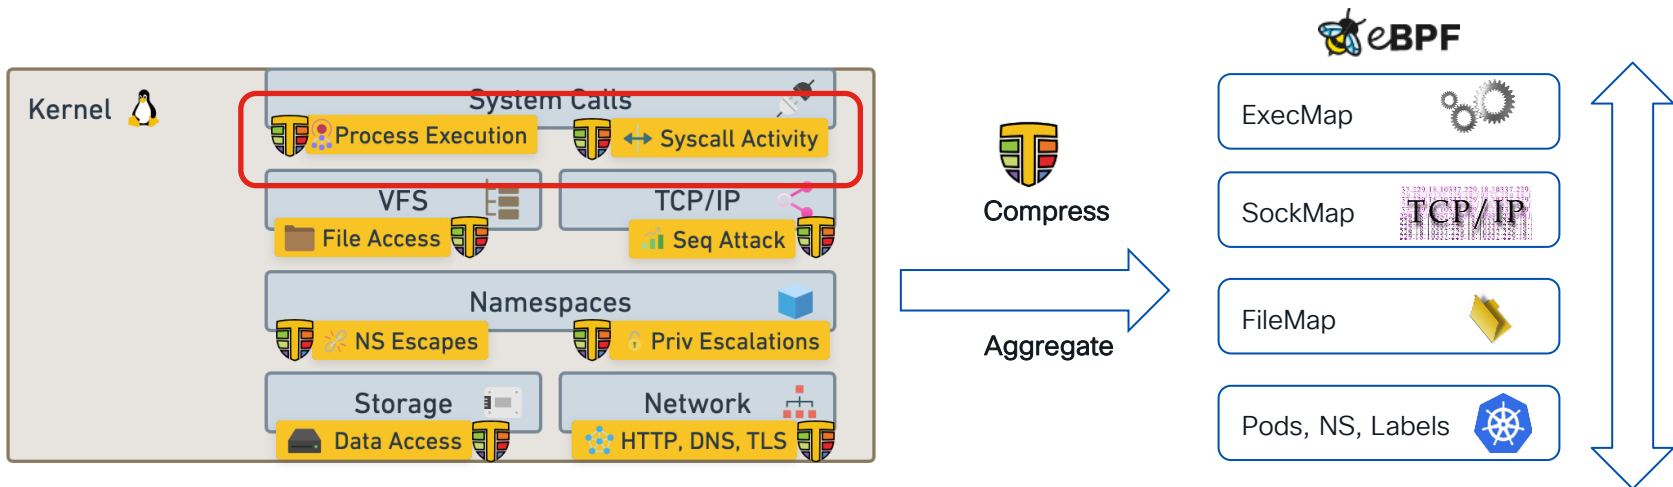 eBPF
Kernel
System Calls
Process Execution
Syscall Activity
VFS
TCP/IP
File Access
Seq Attack
Namespaces
NS Escapes
Priv Escalations
Storage
Network
Data Access
HTTP, DNS, TLS
Compress
Aggregate
ExecMap
SockMap
TCP/IP
FileMap
Pods, NS, Labels